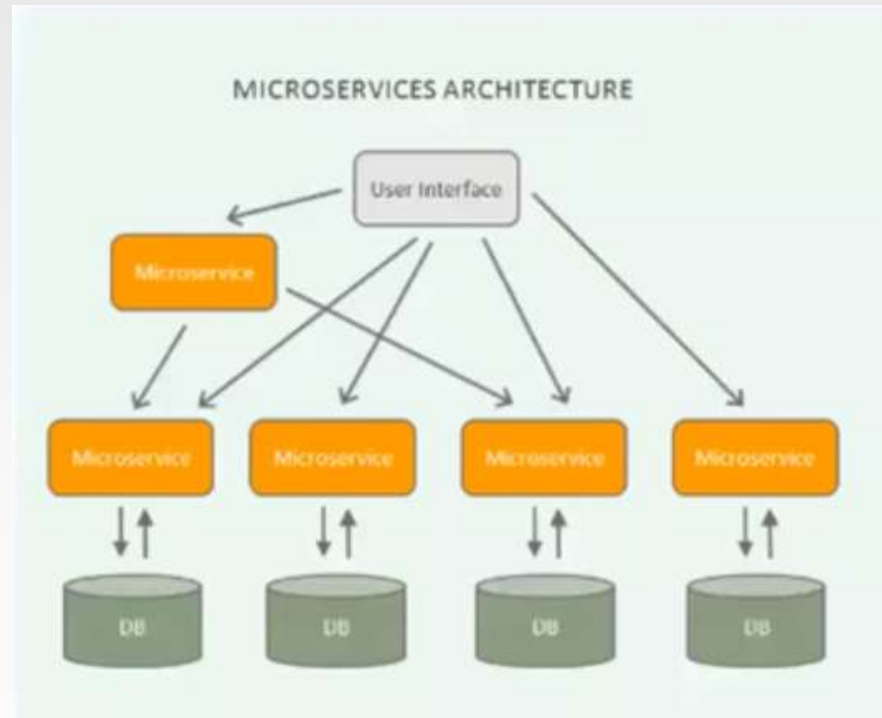 MICROSERVICES ARCHITECTURE
User Interface
Microservice
Microservice
Microservice
Microservice
Microservice
DB
DB
DB
DB